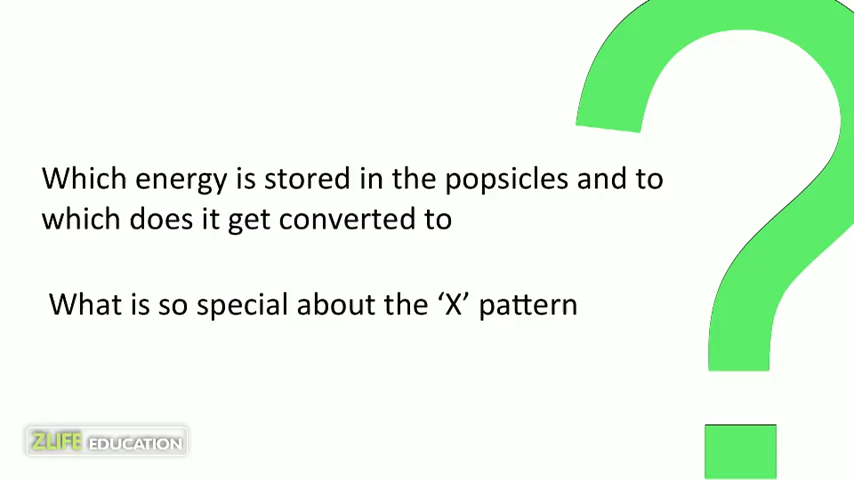 Which energy is stored in the popsicles and to
which does it get converted to
What is so special about the ‘X’ pattern
ZLIFE EDUCATION